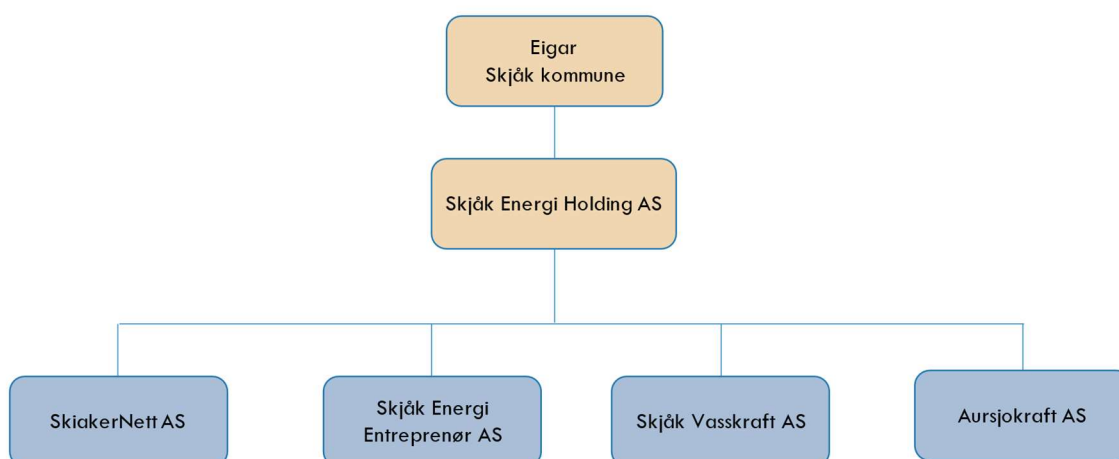 Eigar
Skjåk kommune
Skjåk Energi Holding AS
SkiakerNett AS
Skjåk Energi
Entreprenør AS
Skjåk Vasskraft AS
Aursjokraft AS